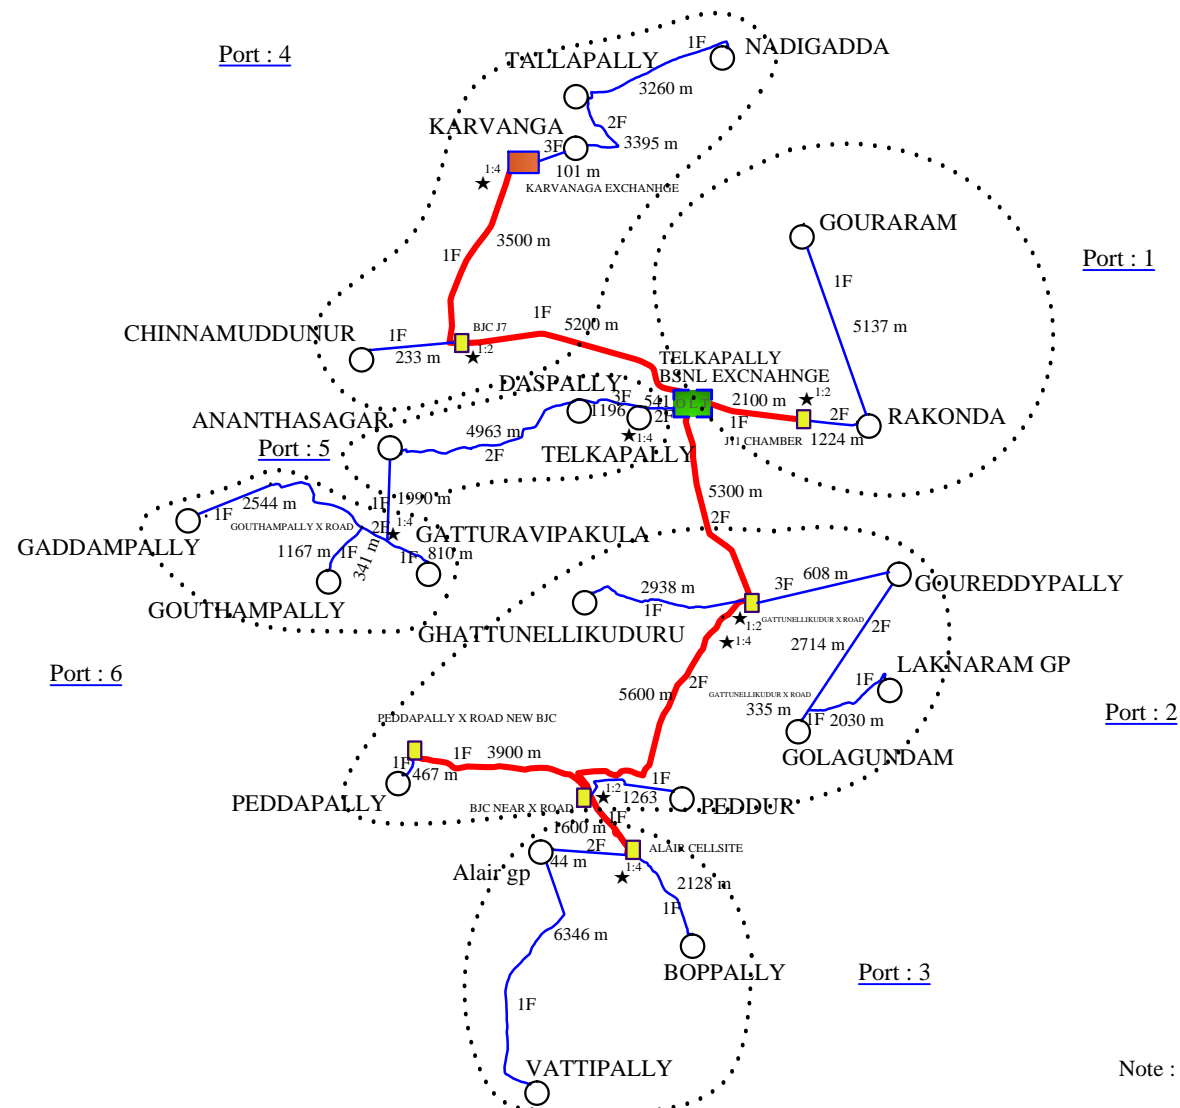 Port : 4
1F
NADIGADDA
TALLAPALLY
3260 m
2F
KARVANGA
3F
3395 m
1:4
101 m
KARVANAGA EXCHANHGE
GOURARAM
3500 m
Port : 1
1F
1F
1F
5137 m
CHINNAMUDDUNUR
1F
BJC J7
5200 m
233 m
1:2
TELKAPALLY
BSNL EXCNAHNGE
DASPALLY
3F
541
2100 m
1:2
1196
2F
1F
2F
RAKONDA
ANANTHASAGAR
4963 m
J11 CHAMBER
1224 m
Port : 5
2F
TELKAPALLY
1:4
2544 m
1F
1990 m
5300 m
1F
GOUTHAMPALLY X ROAD
2F
1:4
GATTURAVIPAKULA
2F
GADDAMPALLY
1167 m
1F
341 m
1F
810 m
GOUTHAMPALLY
2938 m
3F
608 m
GOUREDDYPALLY
1F
GHATTUNELLIKUDURU
1:2
GATTUNELLIKUDUR X ROAD
1:4
2F
2714 m
Port : 6
LAKNARAM GP
2F
1F
5600 m
GATTUNELLIKUDUR X ROAD
335 m
1F
2030 m
Port : 2
PEDDAPALLY X ROAD NEW BJC
GOLAGUNDAM
1F
3900 m
1F
467 m
1F
PEDDAPALLY
1:2
1263
PEDDUR
BJC NEAR X ROAD
1F
1600 m
2F
ALAIR CELLSITE
44 m
Alair gp
1:4
2128 m
1F
6346 m
BOPPALLY
Port : 3
1F
VATTIPALLY
Note :